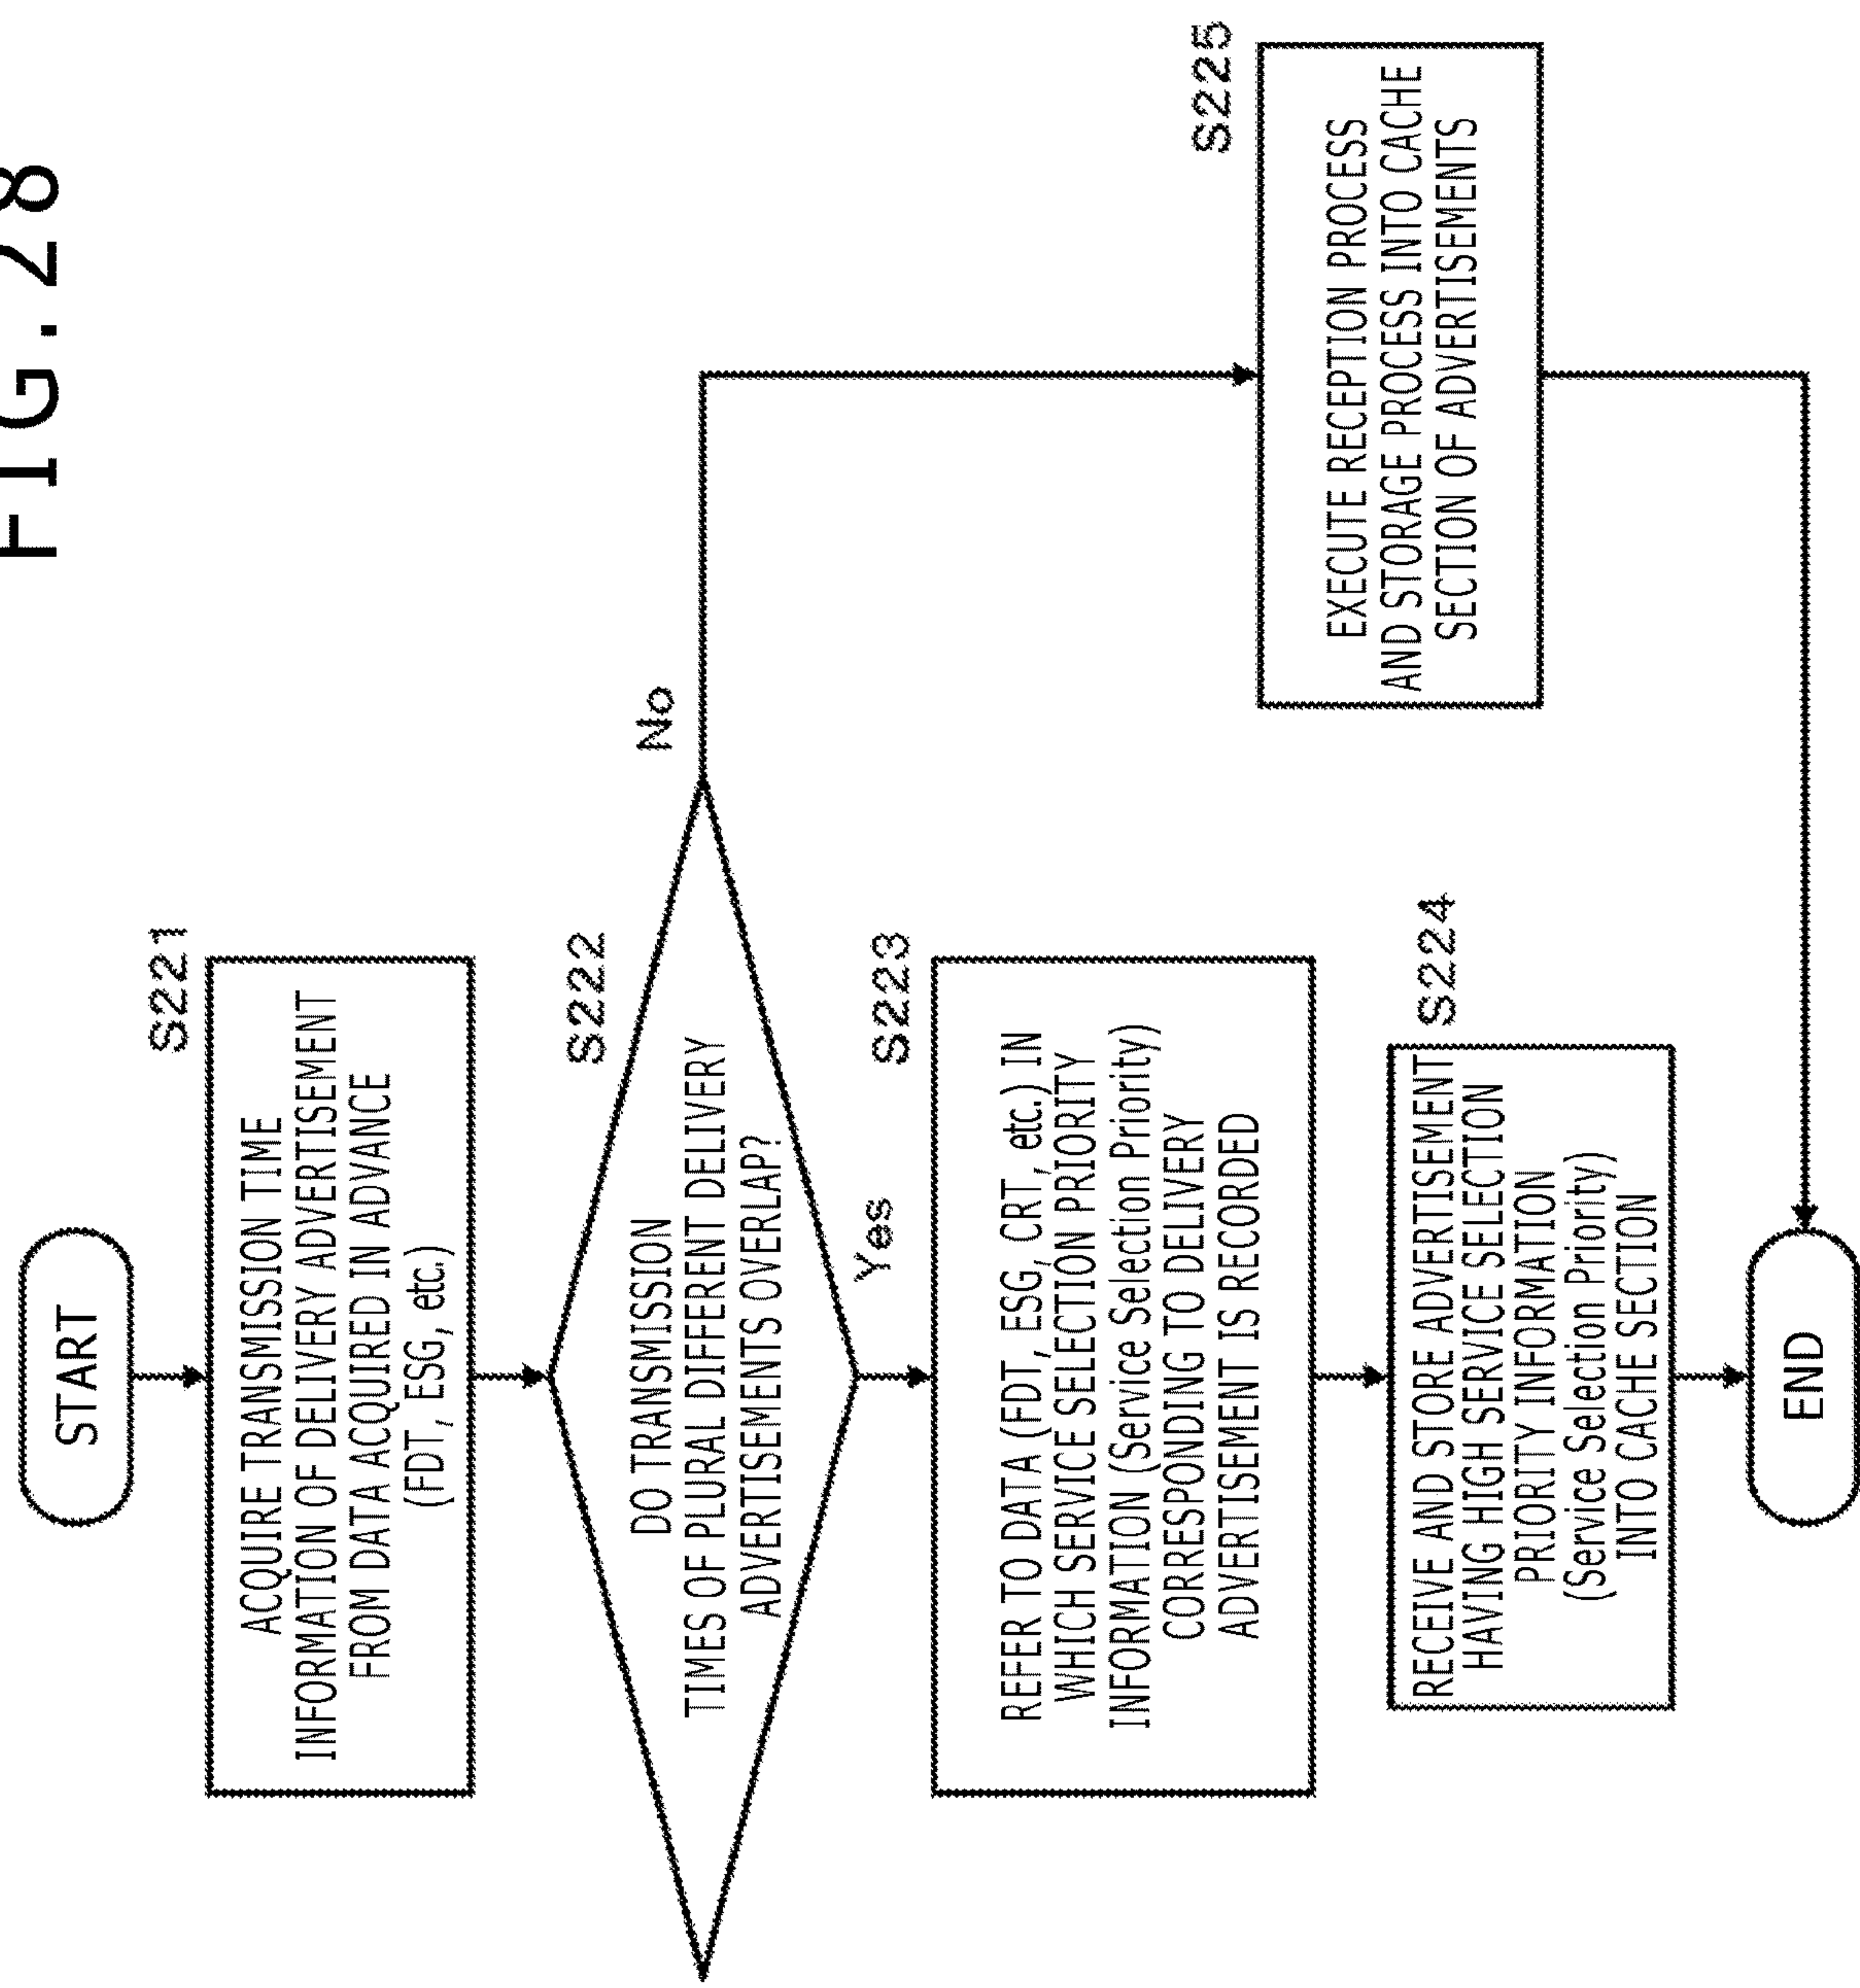 FIG.28
START
S221
ACQUIRE TRANSMISSION TIME
INFORMATION OF DELIVERY ADVERTISEMENT
FROM DATA ACQUIRED IN ADVANCE
(FDT, ESG, etc.)
S222
DO TRANSMISSION
TIMES OF PLURAL DIFFERENT DELIVERY
ADVERTISEMENTS OVERLAP?
No
Yes
S223
REFER TO DATA (FDT, ESG, CRT, etc.) IN
WHICH SERVICE SELECTION PRIORITY
INFORMATION (Service Selection Priority)
CORRESPONDING TO DELIVERY
ADVERTISEMENT IS RECORDED
S224
RECEIVE AND STORE ADVERTISEMENT
HAVING HIGH SERVICE SELECTION
PRIORITY INFORMATION
(Service Selection Priority)
INTO CACHE SECTION
S225
EXECUTE RECEPTION PROCESS
AND STORAGE PROCESS INTO CACHE
SECTION OF ADVERTISEMENTS
END